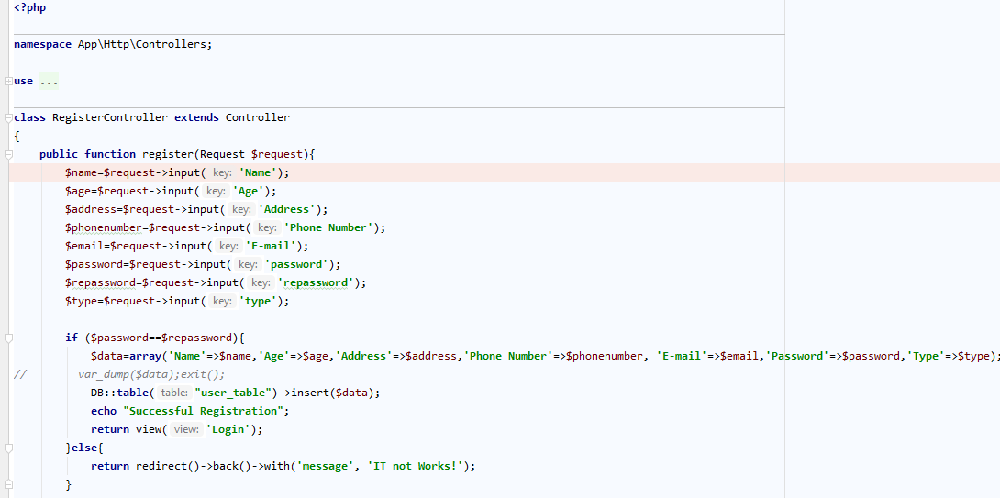 <?php
namespace App\Http\Controllers;
use ...
class RegisterController extends Controller
{
    public function register(Request $request){
        $name=$request->input( key: 'Name');
        $age=$request->input( key: 'Age');
        $address=$request->input( key: 'Address');
        $phonenumber=$request->input( key: 'Phone Number');
        $email=$request->input( key: 'E-mail');
        $password=$request->input( key: 'password');
        $repassword=$request->input( key: 'repassword');
        $type=$request->input( key: 'type');
        if ($password==$repassword){
            $data=array('Name'=>$name,'Age'=>$age,'Address'=>$address,'Phone Number'=>$phonenumber, 'E-mail'=>$email,'Password'=>$password,'Type'=>$type);
//          var_dump($data);exit();
            DB::table( table: "user_table")->insert($data);
            echo "Successful Registration";
            return view( view: 'Login');
        }else{
            return redirect()->back()->with('message', 'IT not Works!');
        }